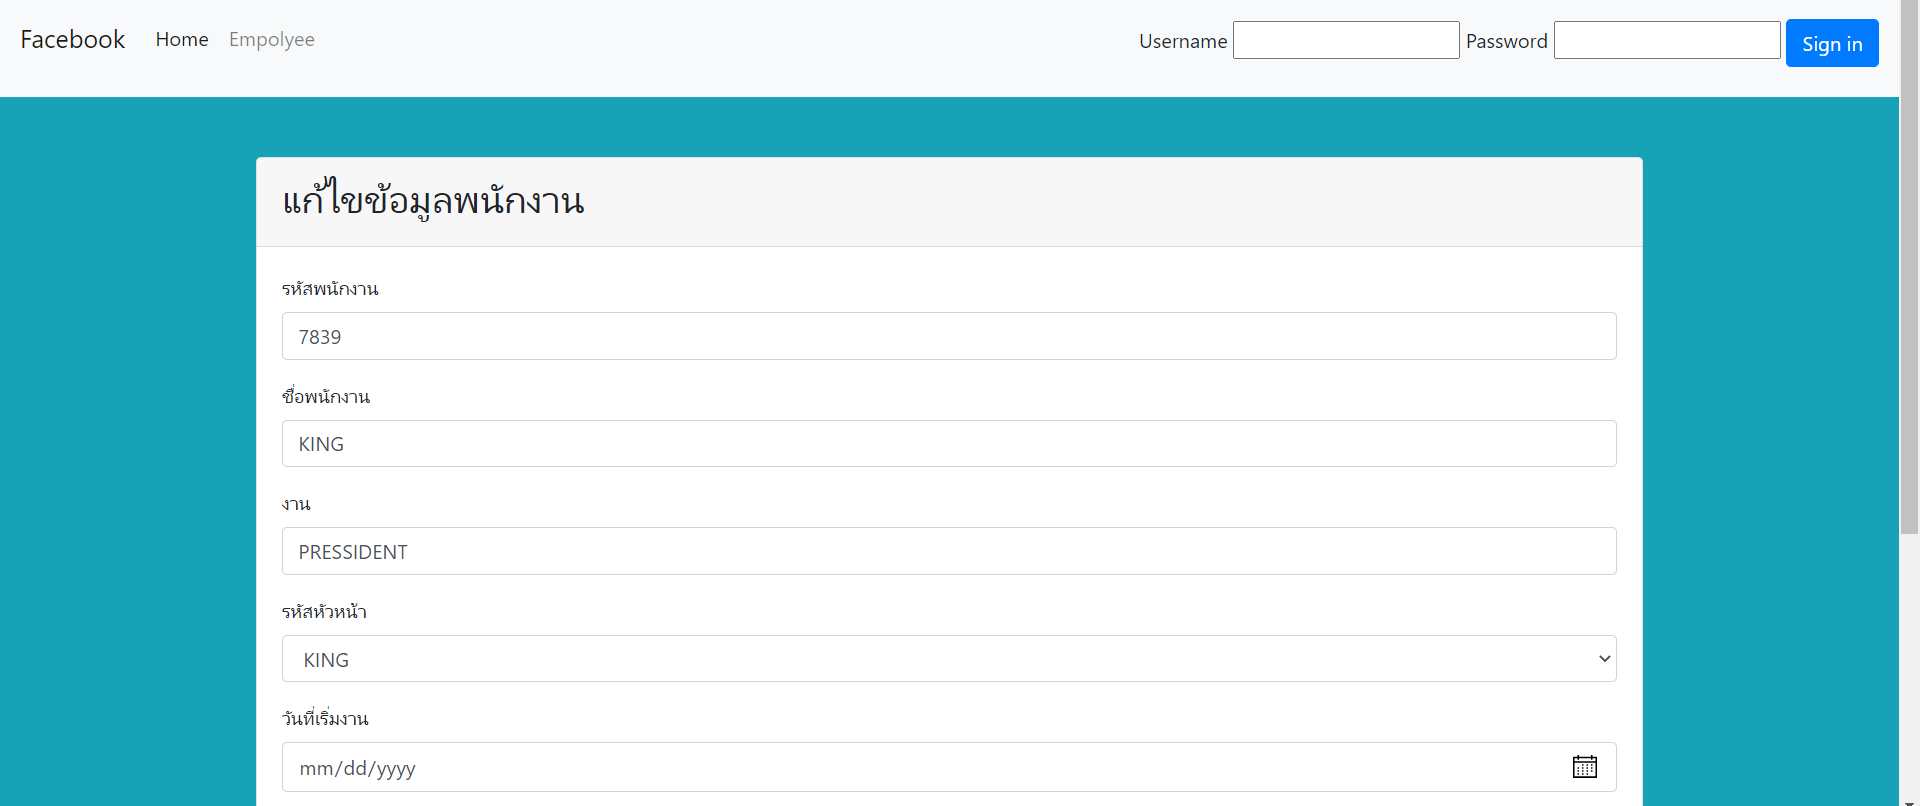 Facebook Home Empolyee Username Password Sign in
แก้ไขข้อมูลพนักงาน
รหัสพนักงาน
7839
ชื่อพนักงาน
KING
งาน
PRESSIDENT
รหัสหัวหน้า
KING
วันที่เริ่มงาน
mm/dd/yyyy